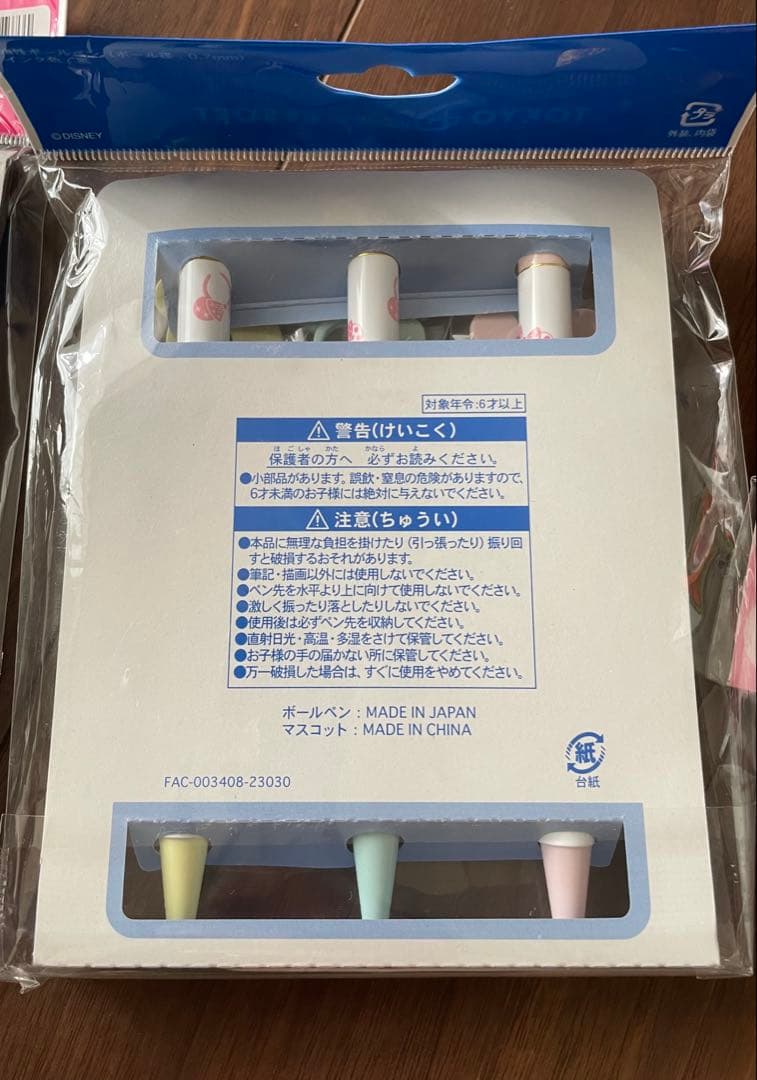 ©DISNEY
プラ
外装、内袋
対象年令:6才以上
警告(けいこく)
保護者の方へ 必ずお読みください。
●小部品があります。誤飲・窒息の危険がありますので、
6才未満のお子様には絶対に与えないでください。
注意(ちゅうい)
●本品に無理な負担を掛けたり(引っ張ったり)振り回
すと破損するおそれがあります。
●筆記・描画以外には使用しないでください。
●ペン先を水平より上に向けて使用しないでください。
●激しく振ったり落としたりしないでください。
●使用後は必ずペン先を収納してください。
●直射日光・高温・多湿をさけて保管してください。
●お子様の手の届かない所に保管してください。
●万一破損した場合は、すぐに使用をやめてください。
ボールペン:MADE IN JAPAN
マスコット:MADE IN CHINA
紙
台紙
FAC-003408-23030